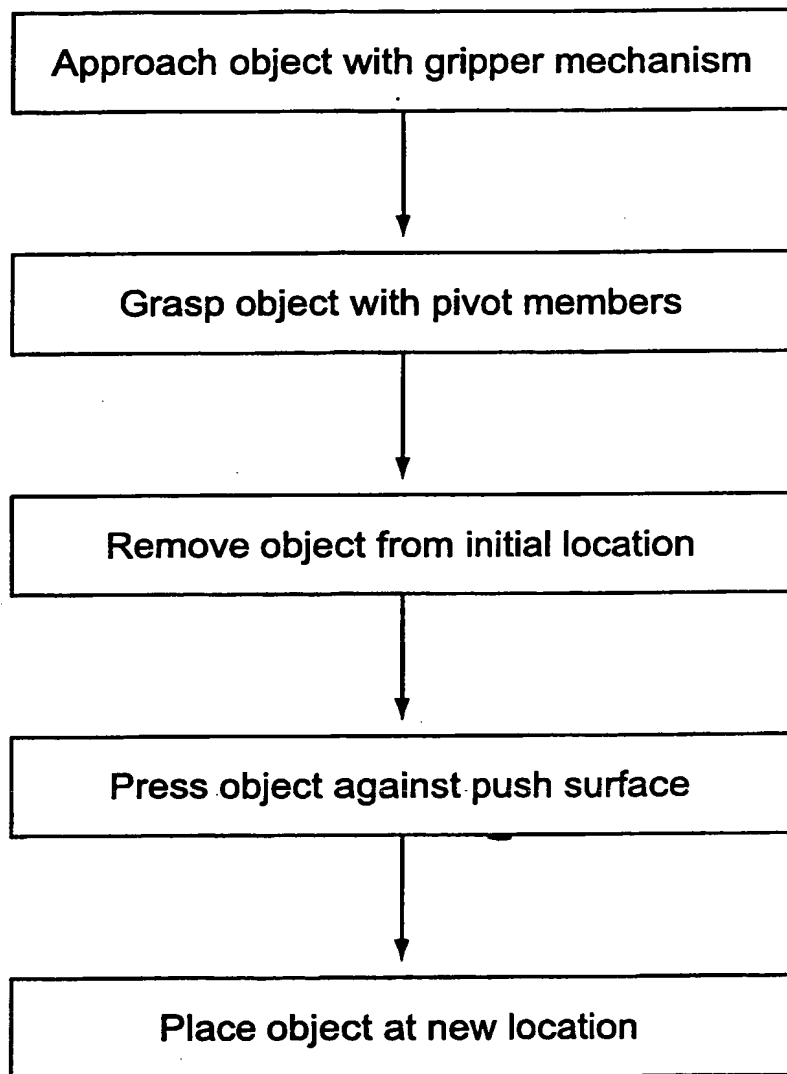 Approach object with gripper mechanism
Grasp object with pivot members
Remove object from initial location
Press object against push surface
Place object at new location